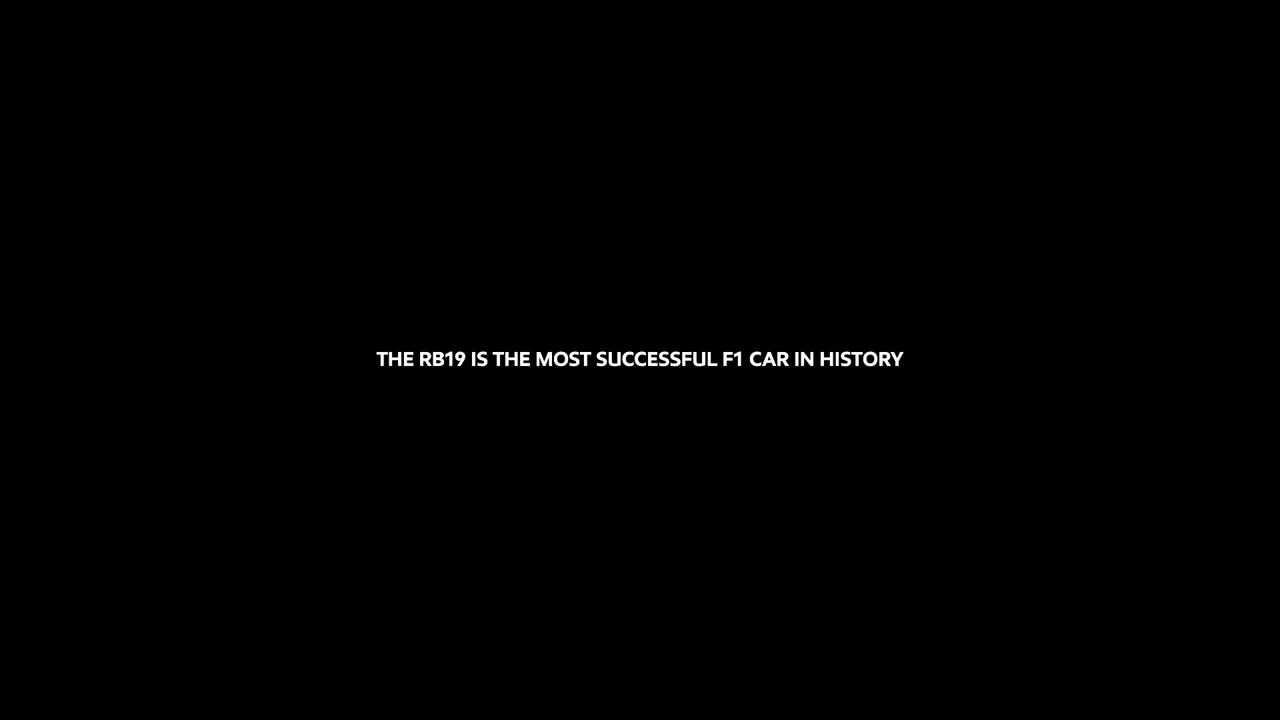 THE RB19 IS THE MOST SUCCESSFUL F1 CAR IN HISTORY